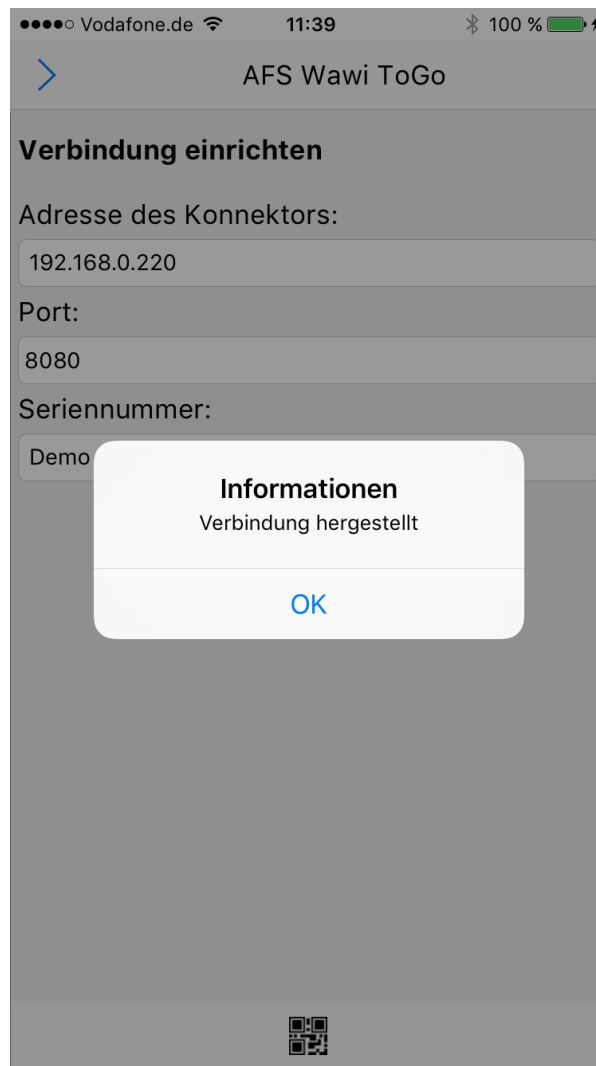 Vodafone.de 11:39 100 %
AFS Wawi ToGo
Verbindung einrichten
Adresse des Konnektors:
192.168.0.220
Port:
8080
Seriennummer:
Demo
Informationen
Verbindung hergestellt
OK